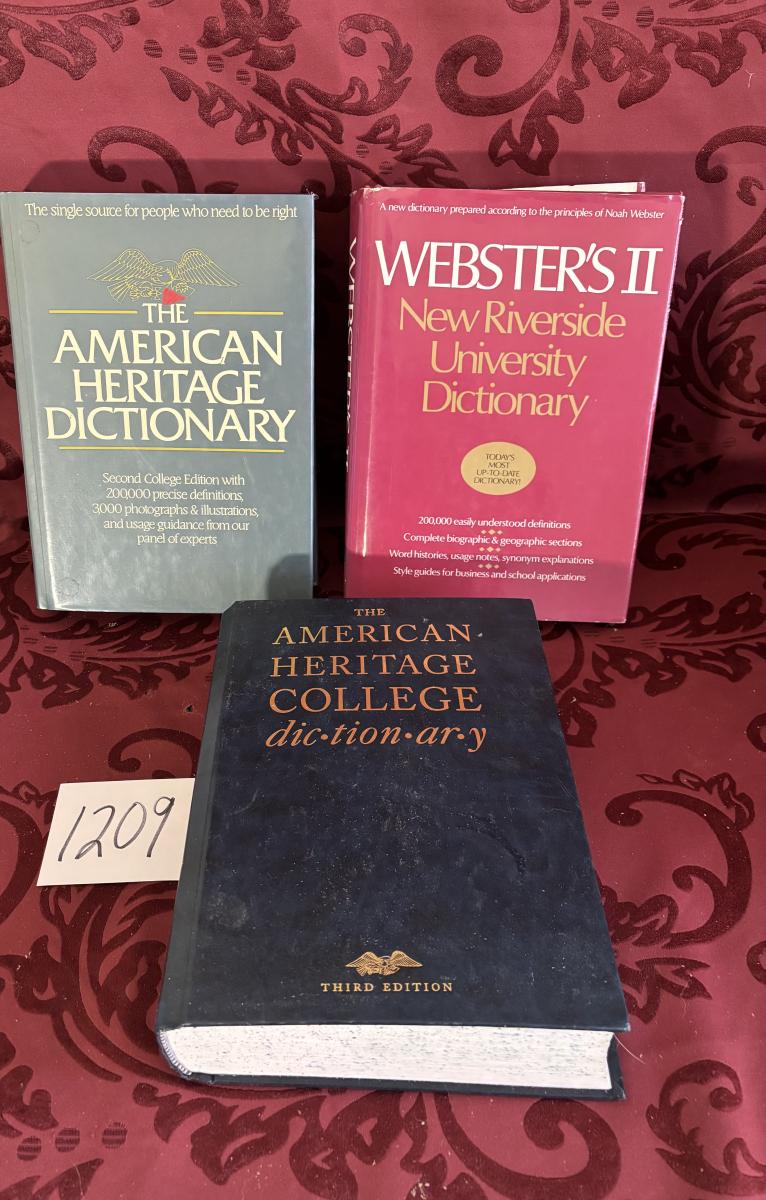 The single source for people who need to be right
THE
AMERICAN
HERITAGE
DICTIONARY
Second College Edition with
200,000 precise definitions,
3,000 photographs & illustrations,
and usage guidance from our
panel of experts
A new dictionary prepared according to the principles of Noah Webster
WEBSTER'S II
New Riverside
University
Dictionary
TODAY'S
MOST
UP-TO-DATE
DICTIONARY!
200,000 easily understood definitions
Complete biographic & geographic sections
Word histories, usage notes, synonym explanations
Style guides for business and school applications
THE
AMERICAN
HERITAGE
COLLEGE
dic•tion•ar•y
THIRD EDITION
1209